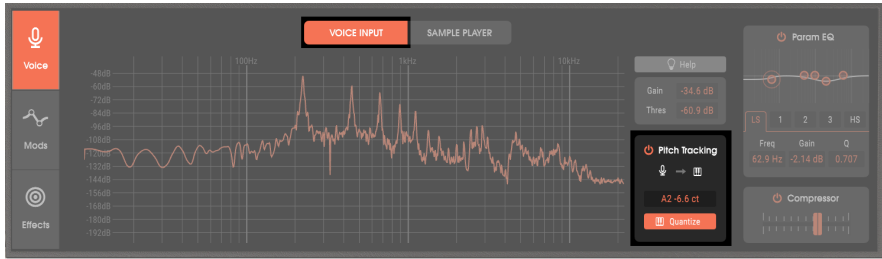 VOICE INPUT
SAMPLE PLAYER
Voice
Mods
Effects
100Hz
1kHz
10kHz
-48dB
-60dB
-72dB
-84dB
-96dB
-108dB
-120dB
-132dB
-144dB
-156dB
-168dB
-180dB
-192dB
Help
Gain -34.6 dB
Thres -60.9 dB
Pitch Tracking
A2 -6.6 ct
Quantize
Param EQ
LS 1 2 3 HS
Freq Gain Q
62.9 Hz -2.14 dB 0.707
Compressor